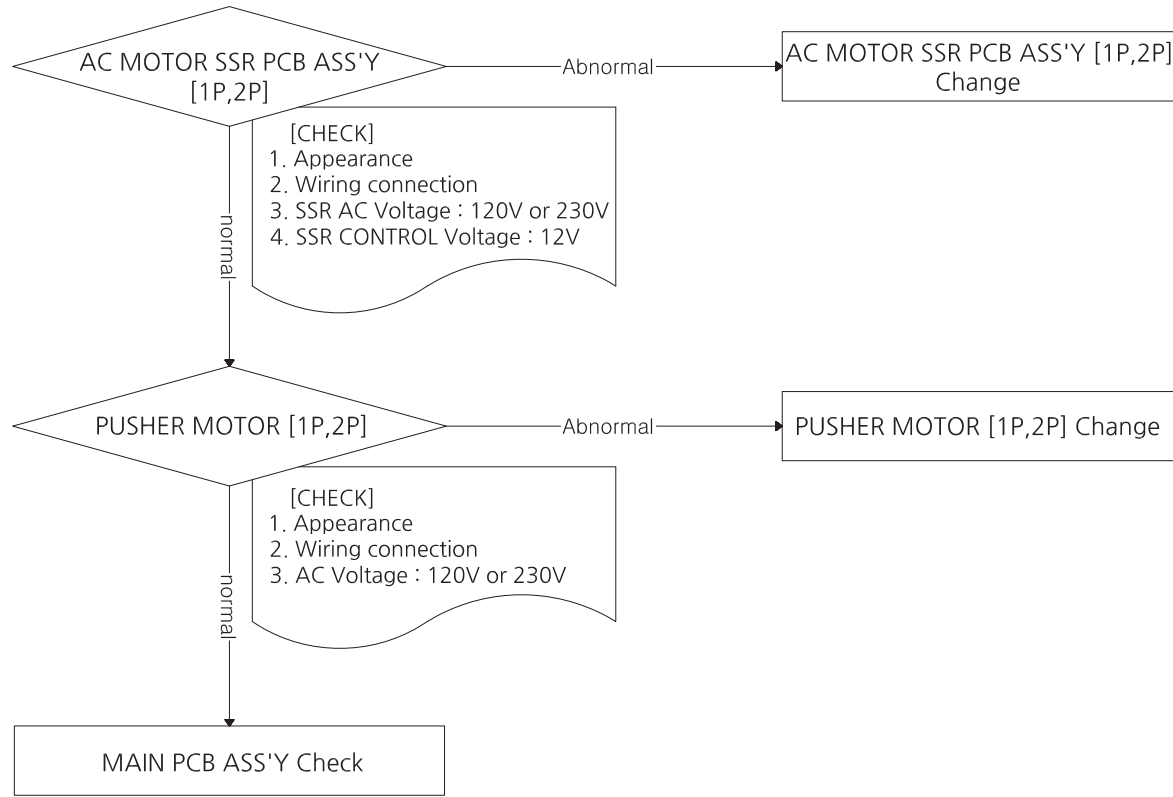 AC MOTOR SSR PCB ASS'Y
[1P,2P]
Abnormal
AC MOTOR SSR PCB ASS'Y [1P,2P]
Change
[CHECK]
1. Appearance
2. Wiring connection
3. SSR AC Voltage : 120V or 230V
4. SSR CONTROL Voltage : 12V
normal
PUSHER MOTOR [1P,2P]
Abnormal
PUSHER MOTOR [1P,2P] Change
[CHECK]
1. Appearance
2. Wiring connection
3. AC Voltage : 120V or 230V
normal
MAIN PCB ASS'Y Check